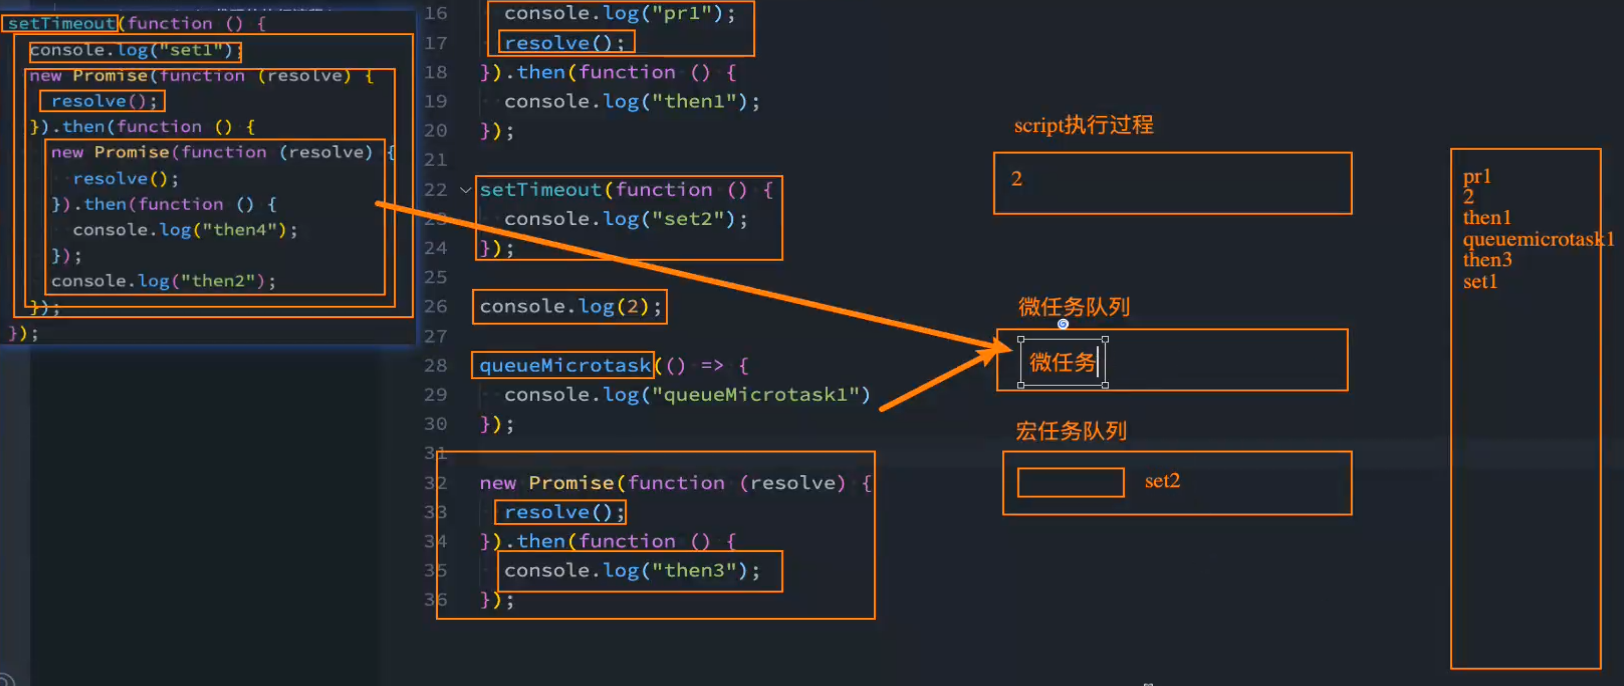 setTimeout(function () {
console.log("set1");
new Promise(function (resolve) {
resolve();
}).then(function () {
new Promise(function (resolve) {
resolve();
}).then(function () {
console.log("then4");
});
console.log("then2");
});
});
16 console.log("pr1");
17 resolve();
18 }).then(function () {
19 console.log("then1");
20 });
21
22 setTimeout(function () {
23 console.log("set2");
24 });
25
26 console.log(2);
27
28 queueMicrotask(() => {
29 console.log("queueMicrotask1")
30 });
31
32 new Promise(function (resolve) {
33 resolve();
34 }).then(function () {
35 console.log("then3");
36 });
script执行过程
2
微任务队列
微任务
宏任务队列
set2
pr1
2
then1
queuemicrotask1
then3
set1